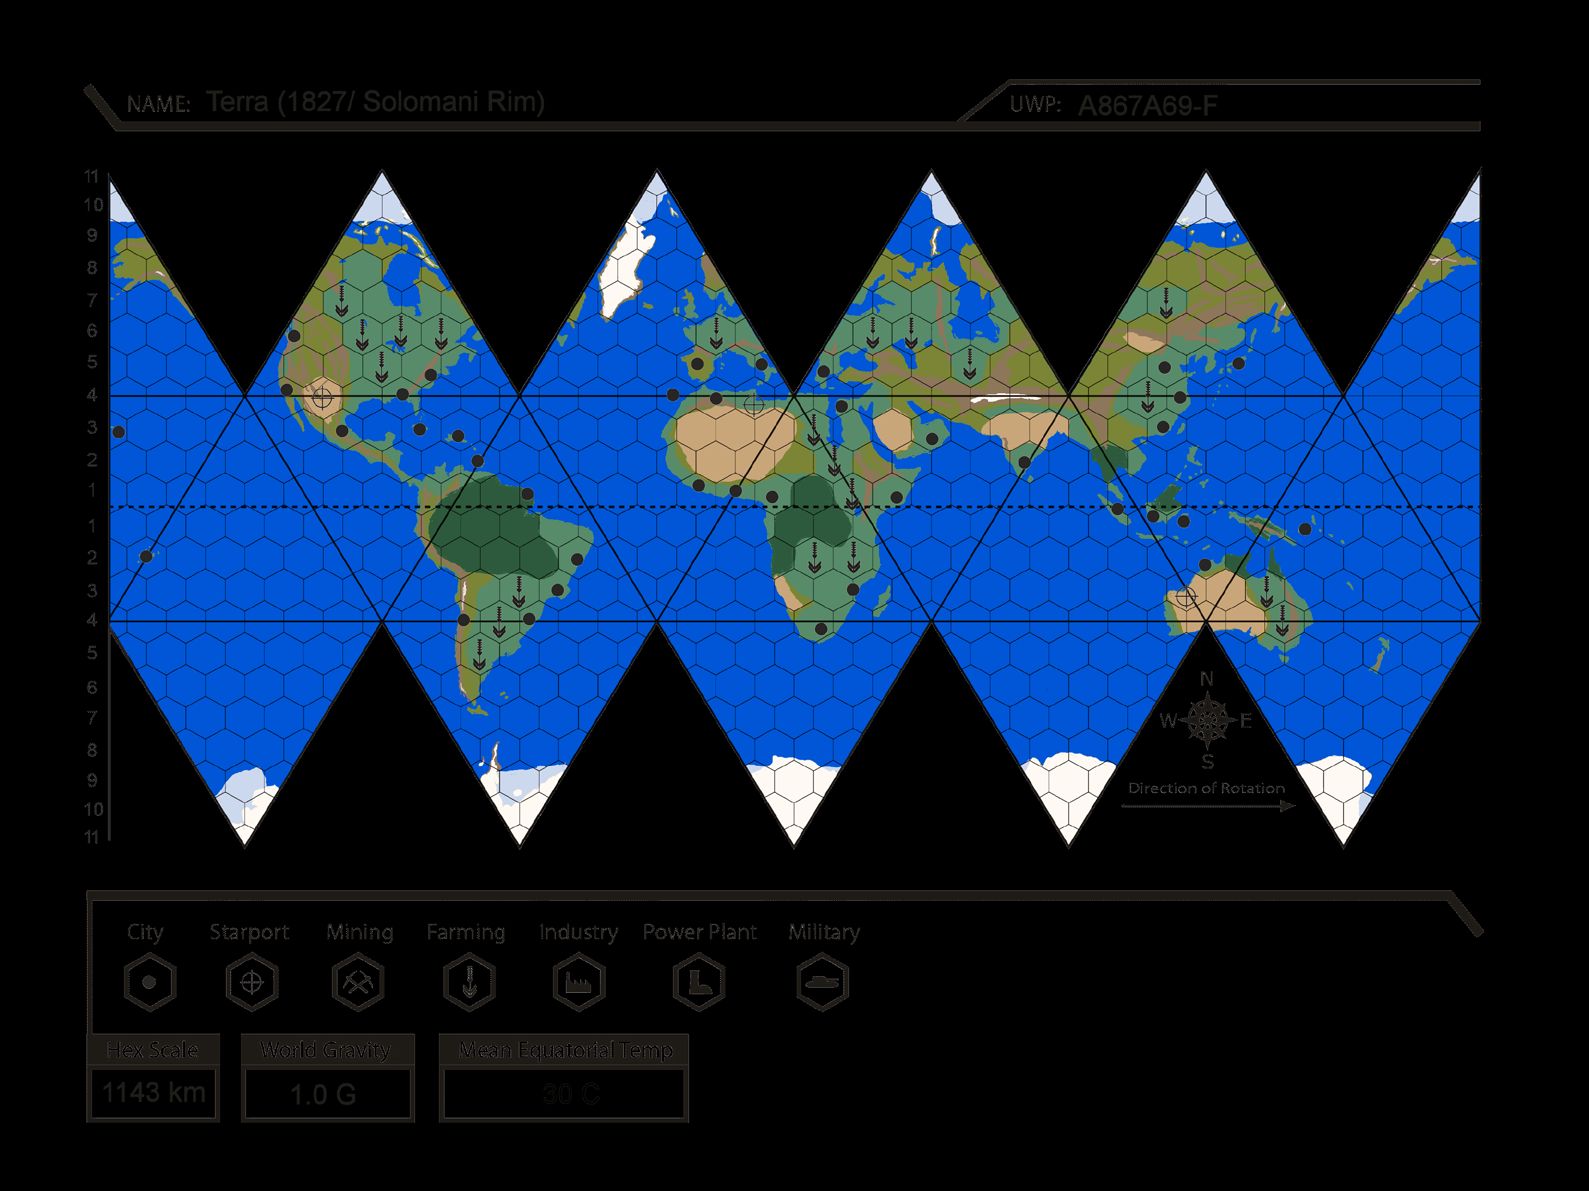 NAME: Terra (1827/ Solomani Rim)
UWP: A867A69-F
11
10
9
8
7
6
5
4
3
2
1
1
2
3
4
5
6
7
8
9
10
11
N
W E
S
Direction of Rotation
City Starport Mining Farming Industry Power Plant Military
Hex Scale World Gravity Mean Equatorial Temp
1143 km 1.0 G 30 C